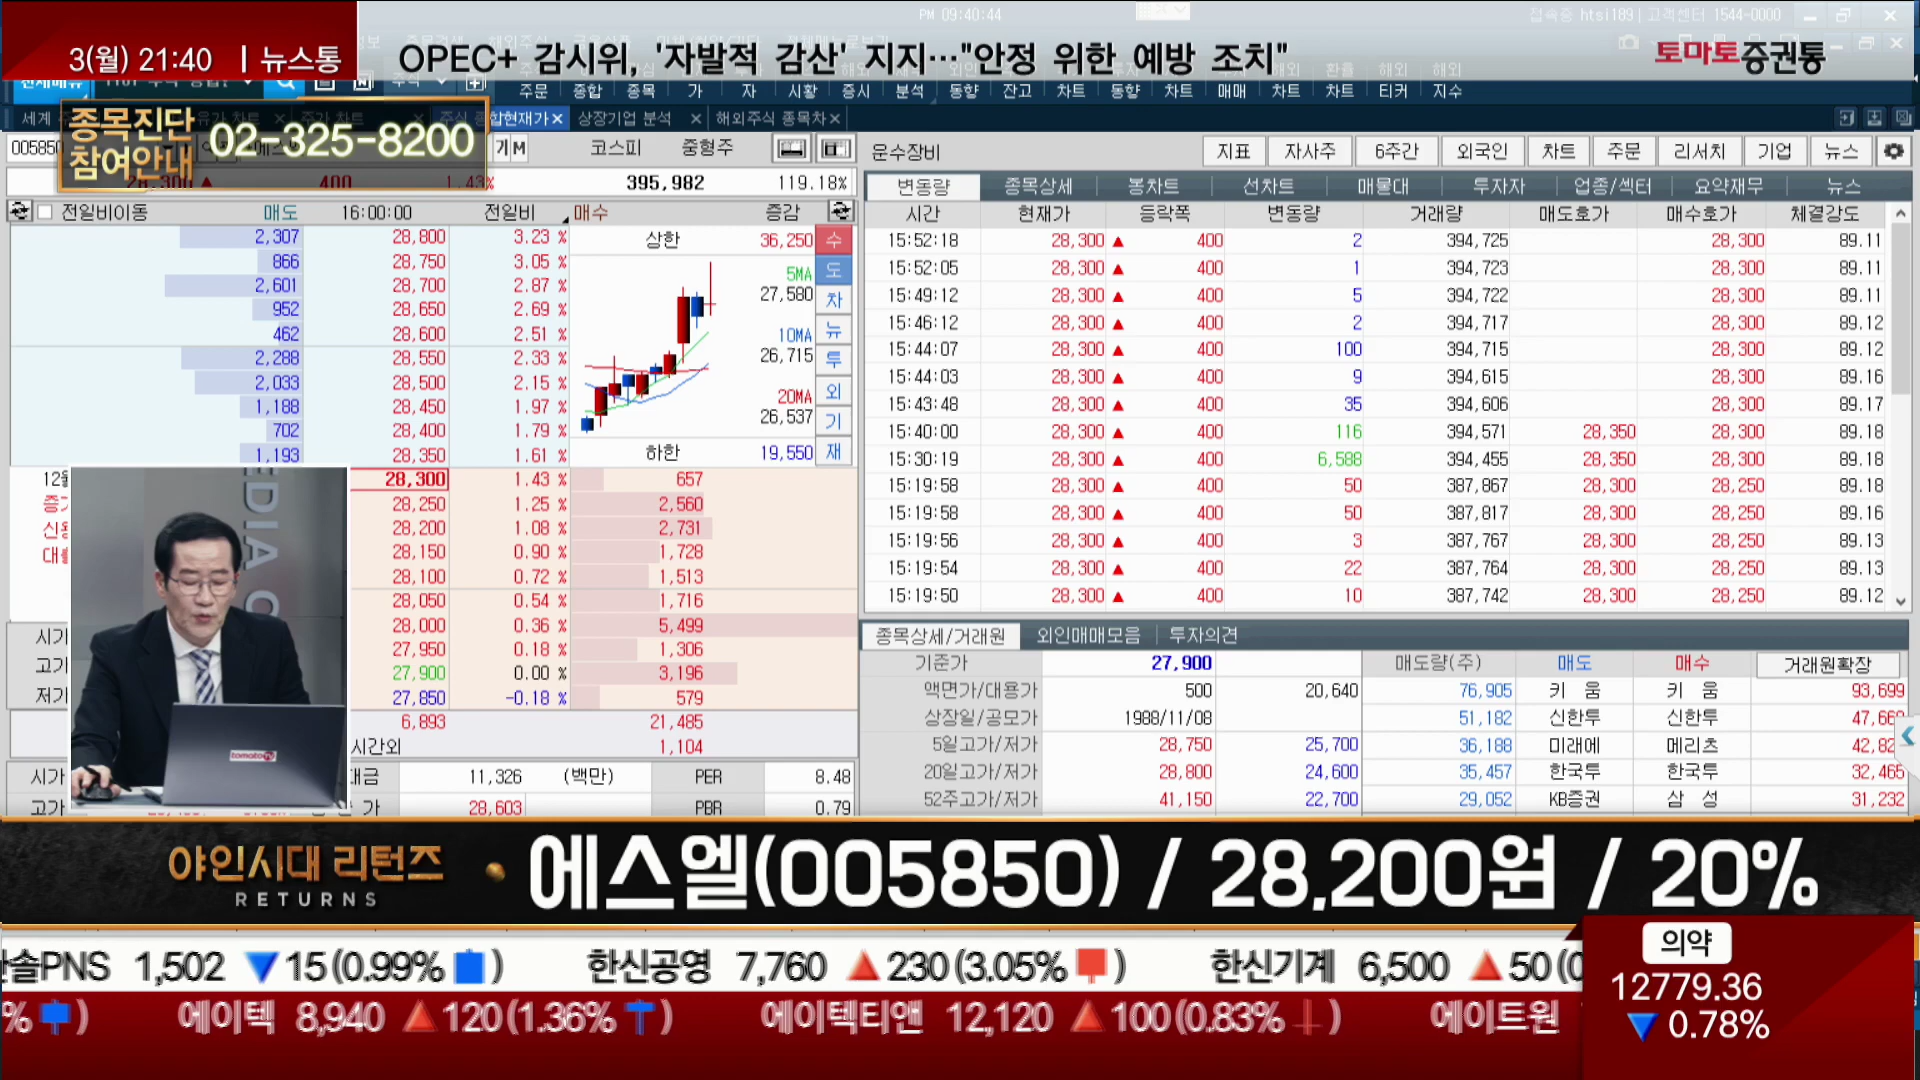 PM 09:40:44
3(월) 21:40 | 뉴스통
OPEC+ 감시위, '자발적 감산' 지지…"안정 위한 예방 조치"
토마토증권통
주문 종합 종목 가 자 시황 증시 분석 동향 잔고 차트 동향 차트 매매 차트 차트 티커 지수
종목진단
참여안내
02-325-8200
상장기업 분석 × 해외주식 종목차×
005850
코스피 중형주
28,300 ▲ 400 1.43%
395,982 119.18%
운수장비
지표 자사주 6주간 외국인 차트 주문 리서치 기업 뉴스
변동량 종목상세 봉차트 선차트 매물대 투자자 업종/섹터 요약재무 뉴스
전일비이동 매도 16:00:00 전일비 매수 증감
2,307 28,800 3.23 %
866 28,750 3.05 %
2,601 28,700 2.87 %
952 28,650 2.69 %
462 28,600 2.51 %
2,288 28,550 2.33 %
2,033 28,500 2.15 %
1,188 28,450 1.97 %
702 28,400 1.79 %
1,193 28,350 1.61 %
상한 36,250
5MA
27,580
10MA
26,715
20MA
26,537
하한 19,550
수
도
차
뉴
투
외
기
재
28,300 1.43 % 657
28,250 1.25 % 2,560
28,200 1.08 % 2,731
28,150 0.90 % 1,728
28,100 0.72 % 1,513
28,050 0.54 % 1,716
28,000 0.36 % 5,499
27,950 0.18 % 1,306
27,900 0.00 % 3,196
27,850 -0.18 % 579
6,893 21,485
시간외 1,104
시가
고가
저가
대금 11,326 (백만) PER 8.48
가 28,603 PBR 0.79
tomatoTV
시간 현재가 등락폭 변동량 거래량 매도호가 매수호가 체결강도
15:52:18 28,300 ▲ 400 2 394,725 28,300 89.11
15:52:05 28,300 ▲ 400 1 394,723 28,300 89.11
15:49:12 28,300 ▲ 400 5 394,722 28,300 89.11
15:46:12 28,300 ▲ 400 2 394,717 28,300 89.12
15:44:07 28,300 ▲ 400 100 394,715 28,300 89.12
15:44:03 28,300 ▲ 400 9 394,615 28,300 89.16
15:43:48 28,300 ▲ 400 35 394,606 28,300 89.17
15:40:00 28,300 ▲ 400 116 394,571 28,350 28,300 89.18
15:30:19 28,300 ▲ 400 6,588 394,455 28,350 28,300 89.18
15:19:58 28,300 ▲ 400 50 387,867 28,300 28,250 89.18
15:19:58 28,300 ▲ 400 50 387,817 28,300 28,250 89.16
15:19:56 28,300 ▲ 400 3 387,767 28,300 28,250 89.13
15:19:54 28,300 ▲ 400 22 387,764 28,300 28,250 89.13
15:19:50 28,300 ▲ 400 10 387,742 28,300 28,250 89.12
종목상세/거래원 외인매매모음 투자의견
기준가 27,900 매도량(주) 매도 매수 거래원확장
액면가/대용가 500 20,640 76,905 키 움 키 움 93,699
상장일/공모가 1988/11/08 51,182 신한투 신한투
5일고가/저가 28,750 25,700 36,188 미래에 메리츠
20일고가/저가 28,800 24,600 35,457 한국투 한국투 32,465
52주고가/저가 41,150 22,700 29,052 KB증권 삼 성 31,232
야인시대 리턴즈
RETURNS
에스엘(005850) / 28,200원 / 20%
솔PNS 1,502 ▼15(0.99% ) 한신공영 7,760 ▲230(3.05% ) 한신기계 6,500 ▲50(0
% ) 에이텍 8,940 ▲120(1.36% ) 에이텍티앤 12,120 ▲100(0.83% ) 에이트원
의약
12779.36
▼ 0.78%